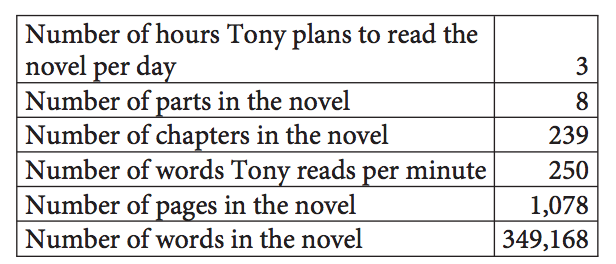 Number of hours Tony plans to read the
novel per day 3
Number of parts in the novel 8
Number of chapters in the novel 239
Number of words Tony reads per minute 250
Number of pages in the novel 1,078
Number of words in the novel 349,168